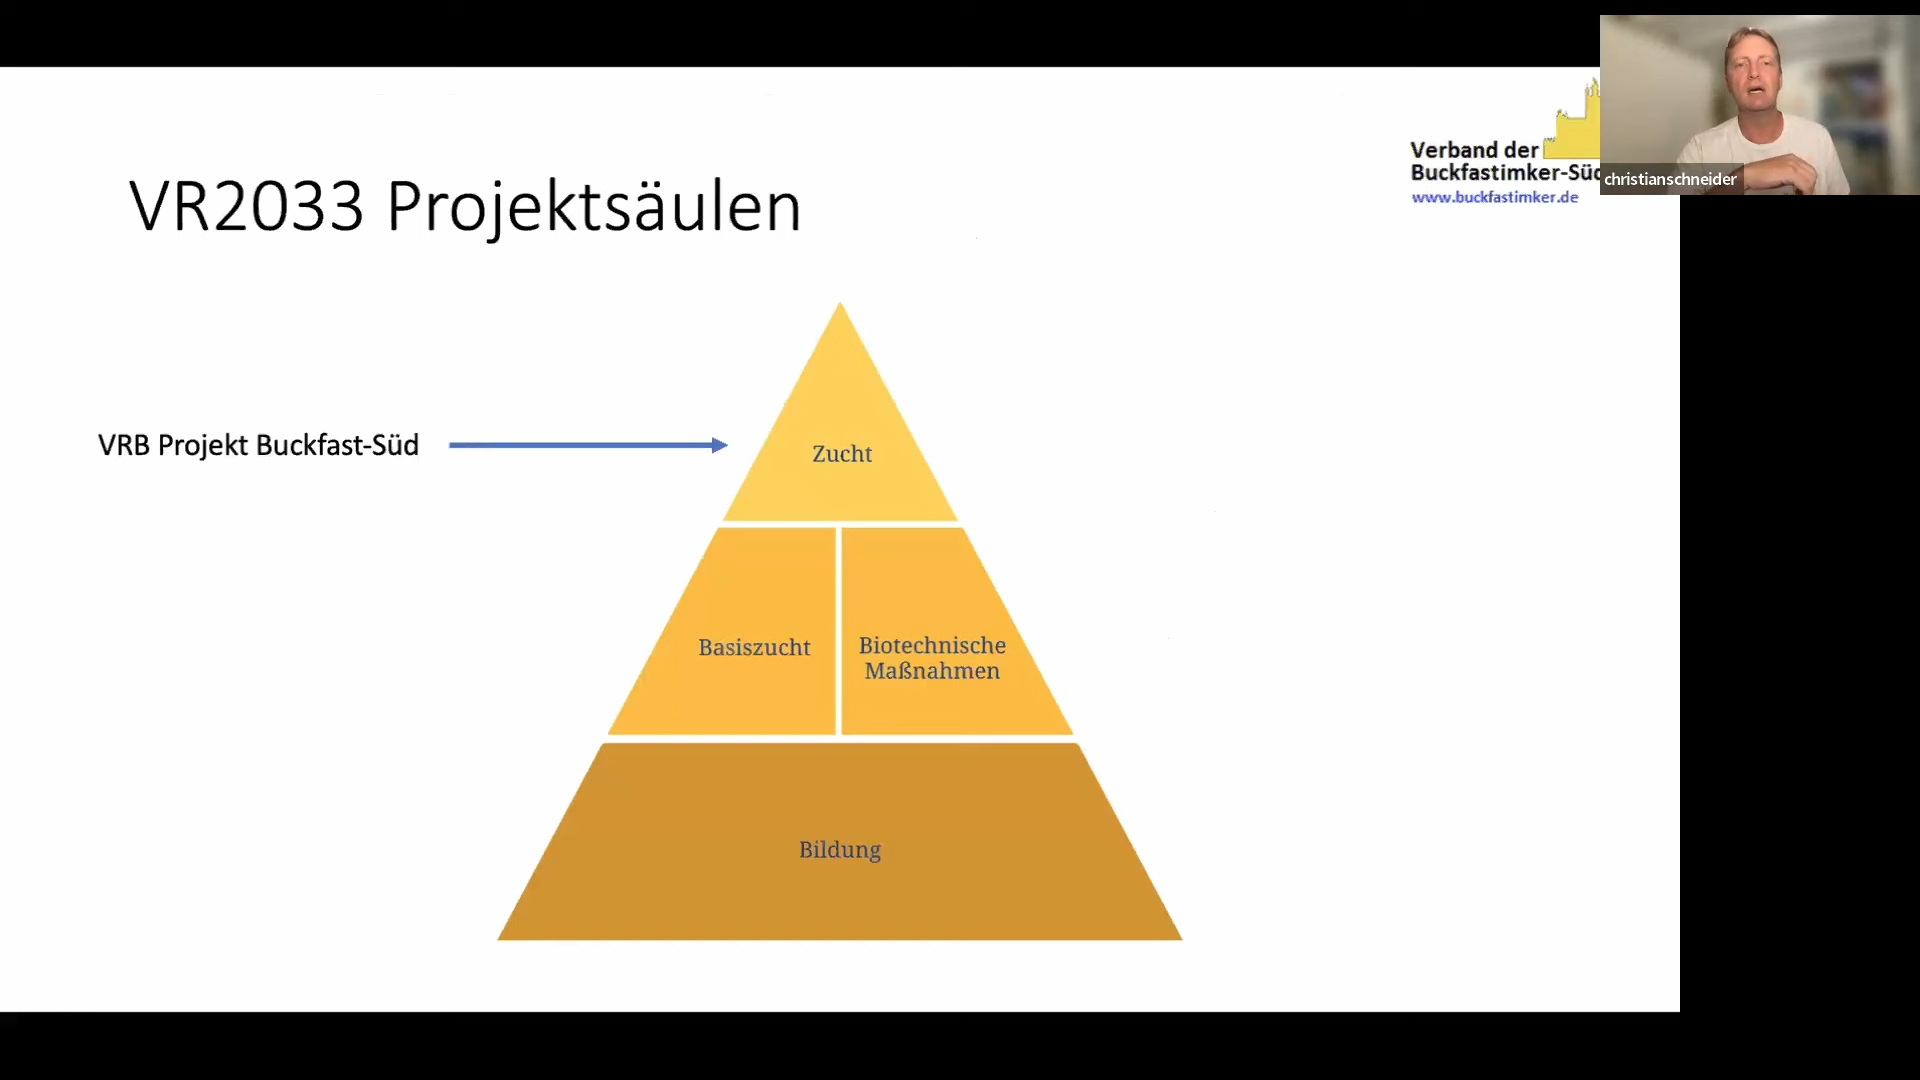 VR2033 Projektsäulen
Verband der
Buckfastimker-Süd
www.buckfastimker.de
christianschneider
VRB Projekt Buckfast-Süd
Zucht
Basiszucht
Biotechnische
Maßnahmen
Bildung